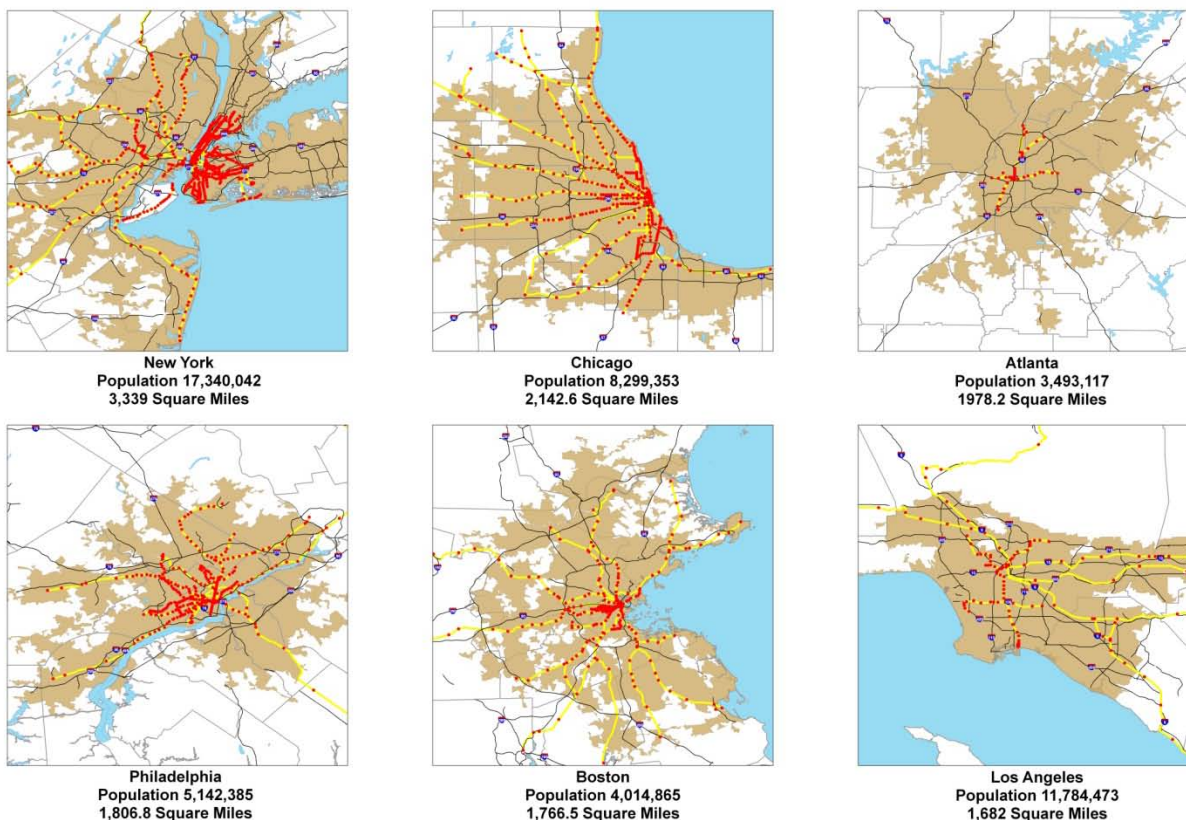 New York
Population 17,340,042
3,339 Square Miles
Chicago
Population 8,299,353
2,142.6 Square Miles
Atlanta
Population 3,493,117
1978.2 Square Miles
Philadelphia
Population 5,142,385
1,806.8 Square Miles
Boston
Population 4,014,865
1,766.5 Square Miles
Los Angeles
Population 11,784,473
1,682 Square Miles